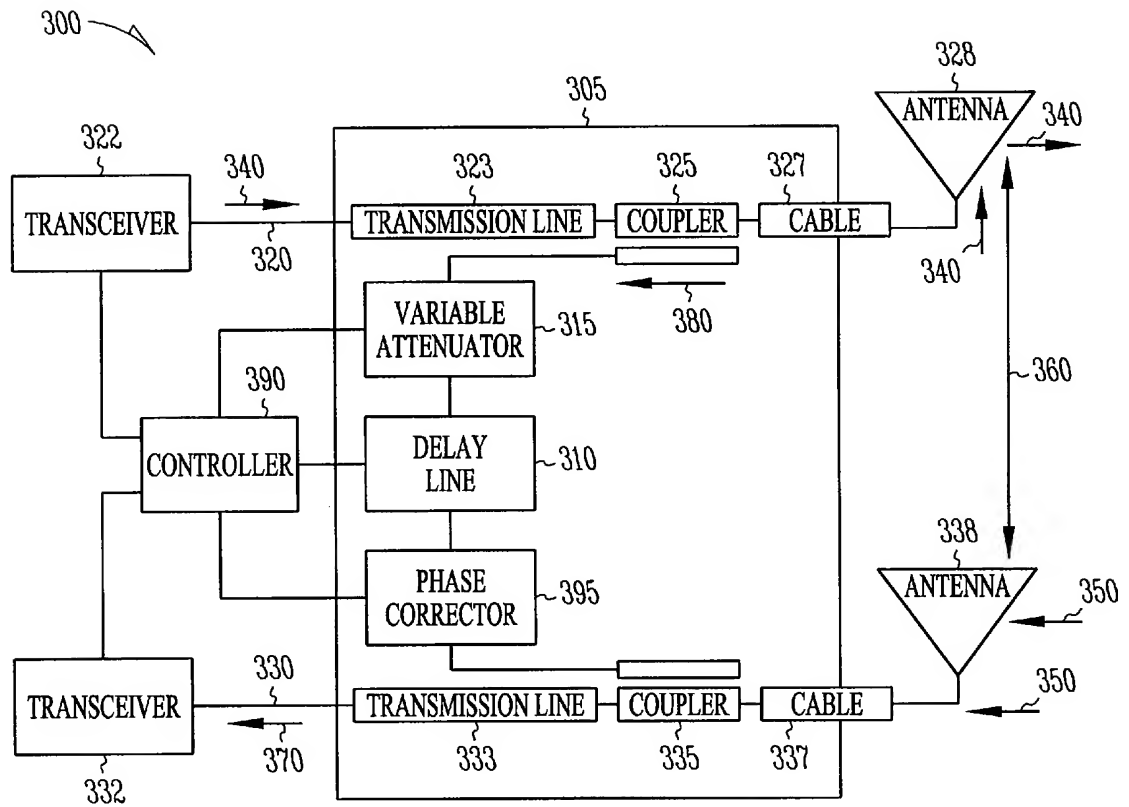 300
328
ANTENNA
340
305
322
340
323
325
327
TRANSCEIVER
TRANSMISSION LINE
COUPLER
CABLE
320
340
380
VARIABLE
ATTENUATOR
315
360
390
CONTROLLER
DELAY
LINE
310
338
ANTENNA
PHASE
CORRECTOR
395
350
330
TRANSCEIVER
TRANSMISSION LINE
COUPLER
CABLE
350
370
333
335
337
332